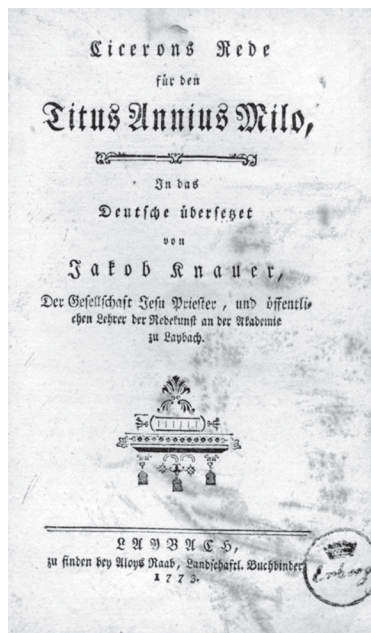 Cicerons Rede
für den
Titus Annius Milo,
In das
Deutsche übersetzet
von
Jakob Knauer,
Der Gesellschaft Jesu Priester, und öffentli-
chen Lehrer der Redekunst an der Akademie
zu Laybach.
LAYBACH,
zu finden bey Aloys Raab, Landschaftl. Buchbinder
1773.